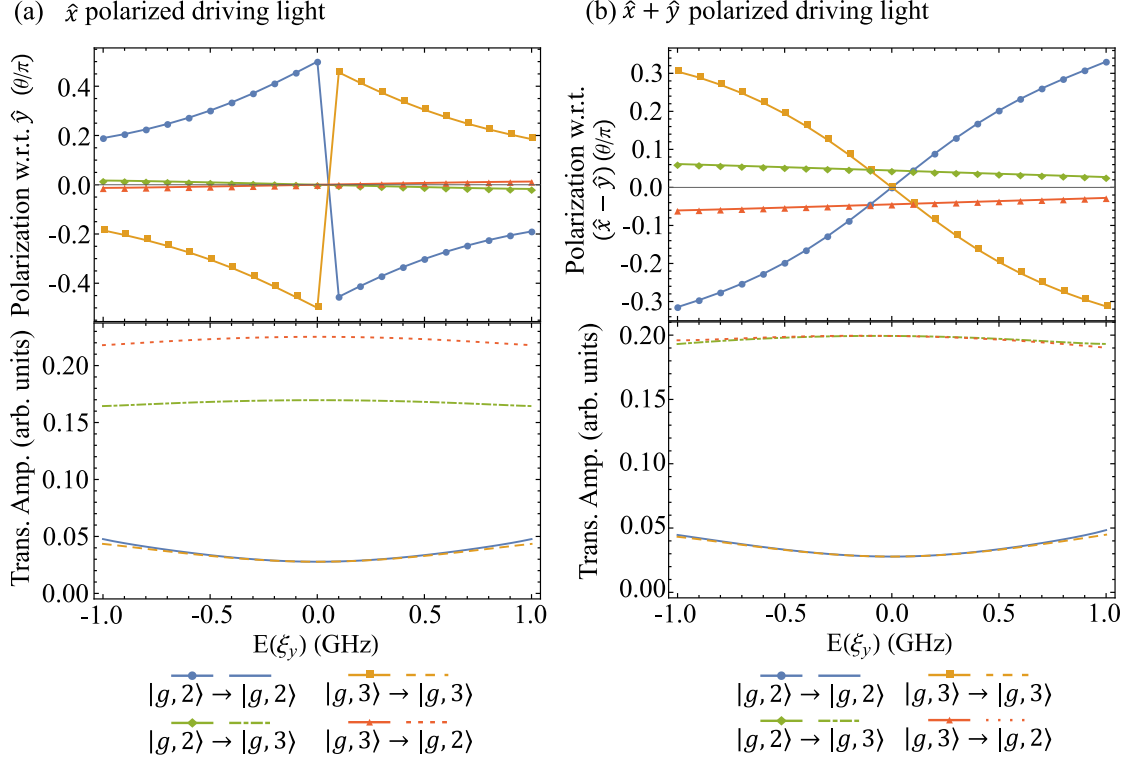 (a) x̂ polarized driving light
Polarization w.r.t. ŷ (θ/π)
0.4
0.2
0.0
-0.2
-0.4
Trans. Amp. (arb. units)
0.20
0.15
0.10
0.05
0.00
-1.0 -0.5 0.0 0.5 1.0
E(ξ_y) (GHz)
|g, 2⟩ → |g, 2⟩ |g, 3⟩ → |g, 3⟩
|g, 2⟩ → |g, 3⟩ |g, 3⟩ → |g, 2⟩
(b) x̂ + ŷ polarized driving light
Polarization w.r.t.
(x̂ − ŷ) (θ/π)
0.3
0.2
0.1
0.0
-0.1
-0.2
-0.3
Trans. Amp. (arb. units)
0.20
0.15
0.10
0.05
0.00
-1.0 -0.5 0.0 0.5 1.0
E(ξ_y) (GHz)
|g, 2⟩ → |g, 2⟩ |g, 3⟩ → |g, 3⟩
|g, 2⟩ → |g, 3⟩ |g, 3⟩ → |g, 2⟩